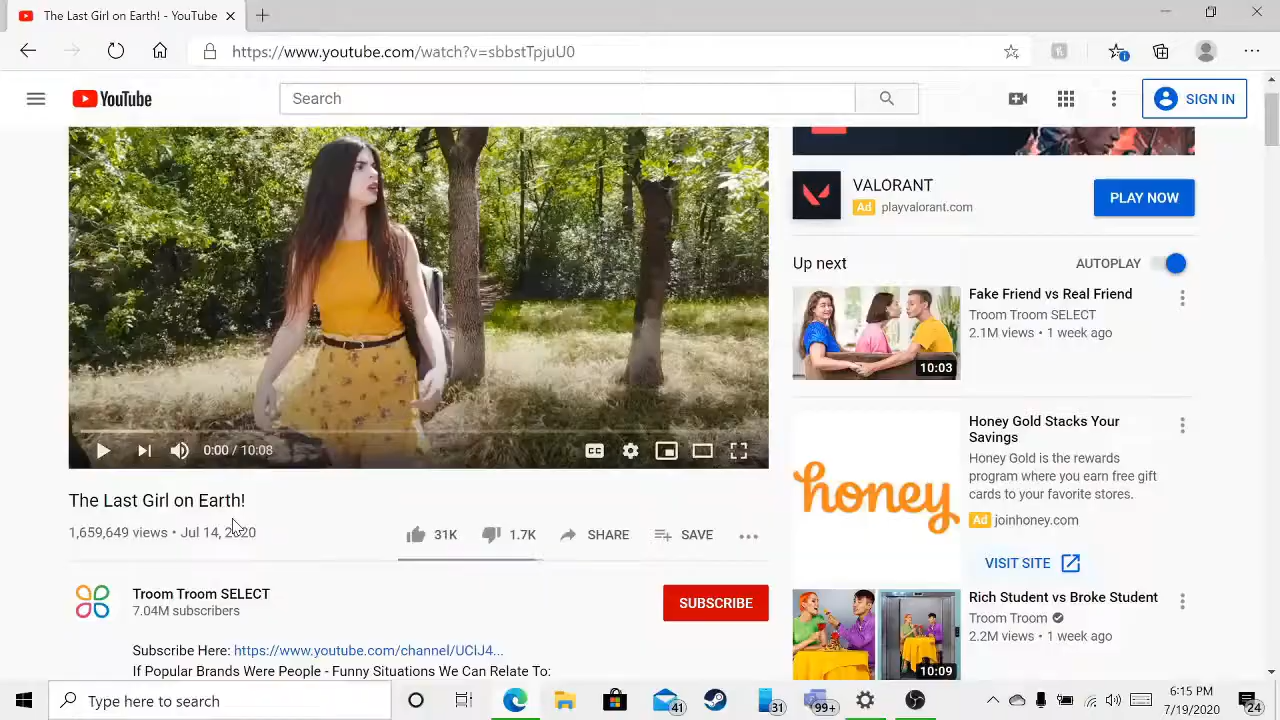 The Last Girl on Earth! - YouTube
https://www.youtube.com/watch?v=sbbstTpjuU0
YouTube
Search
SIGN IN
VALORANT
Ad playvalorant.com
PLAY NOW
Up next
AUTOPLAY
Fake Friend vs Real Friend
Troom Troom SELECT
2.1M views • 1 week ago
10:03
Honey Gold Stacks Your
Savings
Honey Gold is the rewards
program where you earn free gift
cards to your favorite stores.
honey
Ad joinhoney.com
VISIT SITE
Rich Student vs Broke Student
Troom Troom
2.2M views • 1 week ago
10:09
0:00 / 10:08
CC
The Last Girl on Earth!
1,659,649 views • Jul 14, 2020
31K
1.7K
SHARE
SAVE
Troom Troom SELECT
7.04M subscribers
SUBSCRIBE
Subscribe Here: https://www.youtube.com/channel/UCIJ4...
If Popular Brands Were People - Funny Situations We Can Relate To:
Type here to search
41
31
99+
6:15 PM
7/19/2020
24